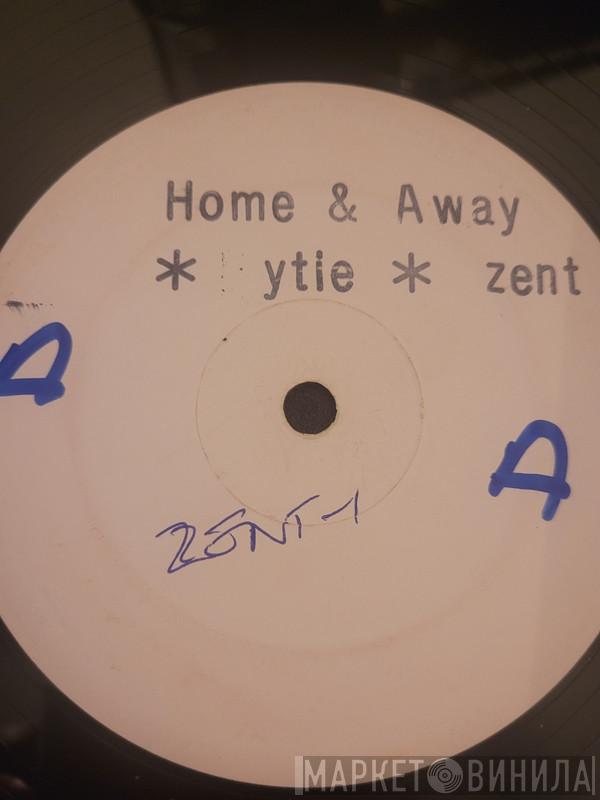 Home & Away
* ytie * zent
D
D
ZENT-1
МАРКЕТ ВИНИЛА